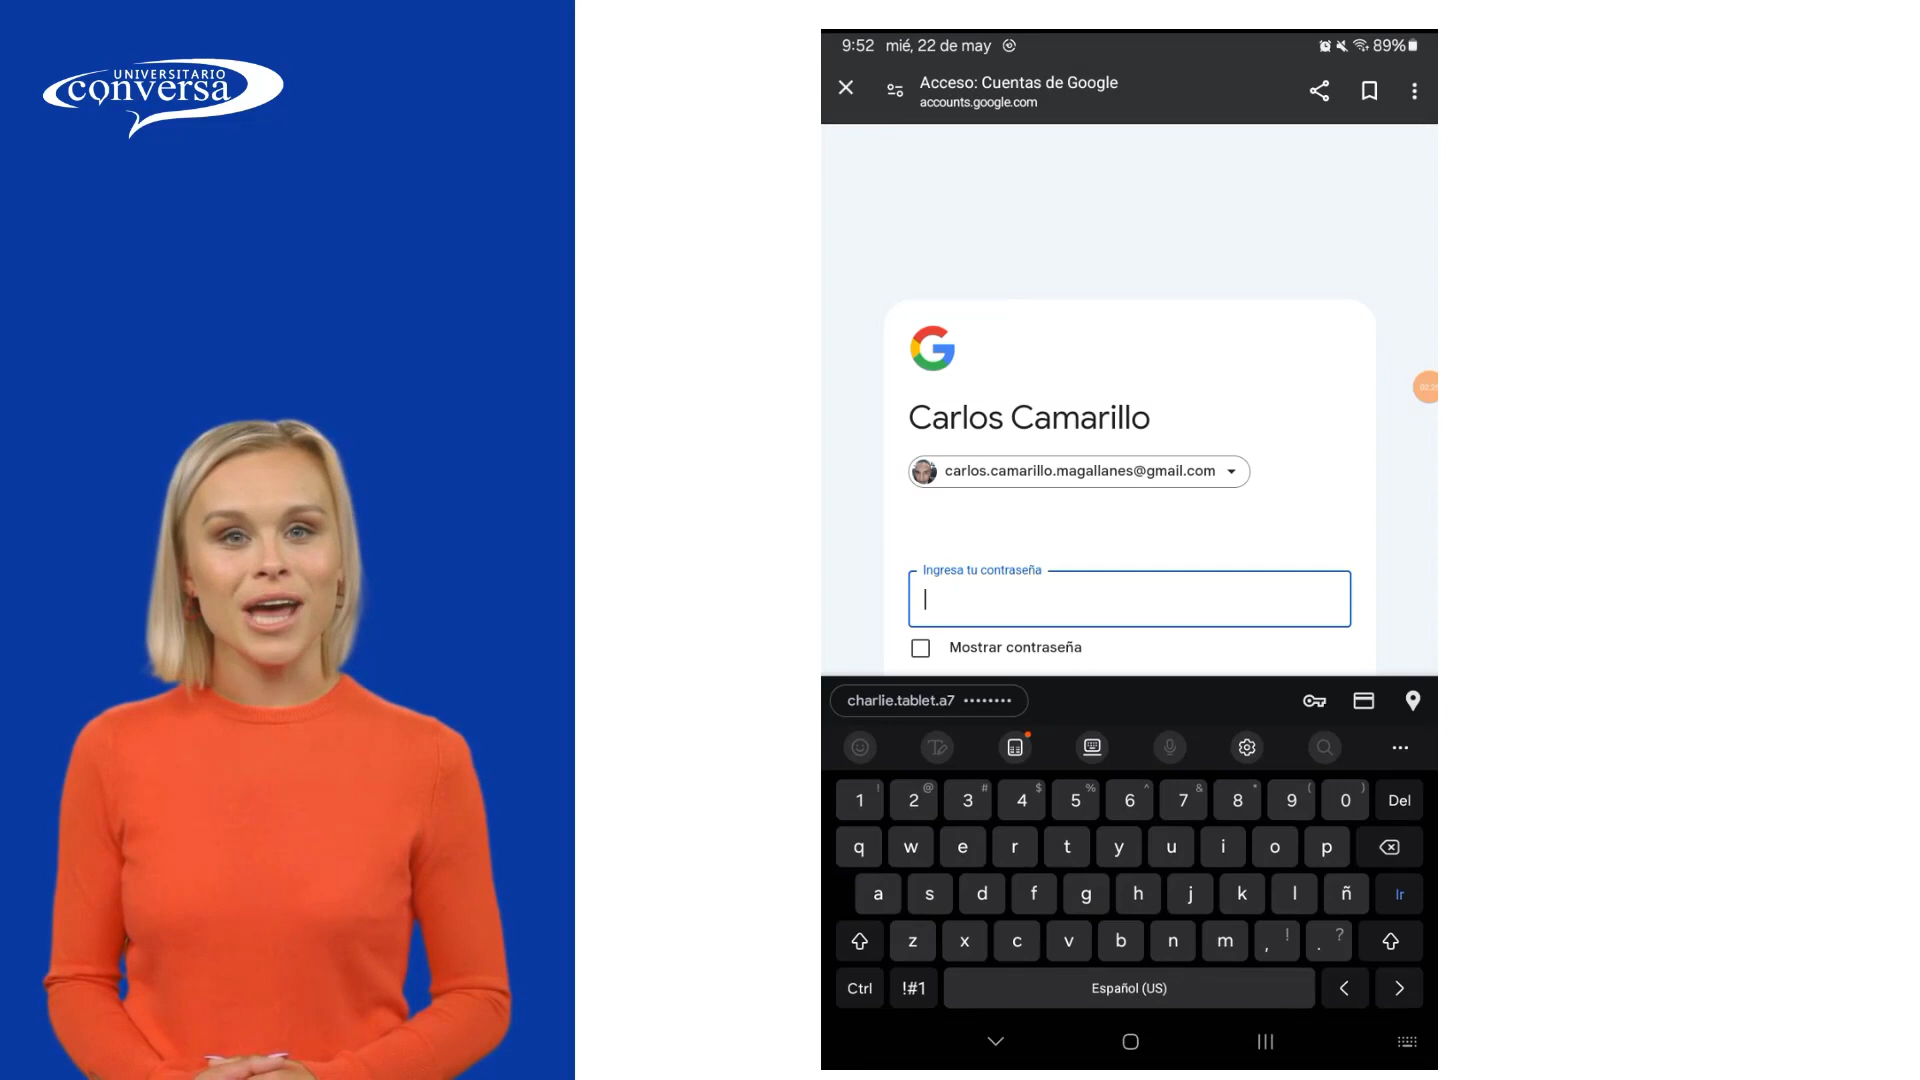 UNIVERSITARIO
conversa
9:52 mié, 22 de may
89%
Acceso: Cuentas de Google
accounts.google.com
Carlos Camarillo
carlos.camarillo.magallanes@gmail.com
Ingresa tu contraseña
Mostrar contraseña
charlie.tablet.a7 ••••••••
1 ! 2 @ 3 # 4 $ 5 % 6 ^ 7 & 8 * 9 ( 0 ) Del
q w e r t y u i o p
a s d f g h j k l ñ Ir
z x c v b n m , ! . ?
Ctrl !#1 Español (US) < >